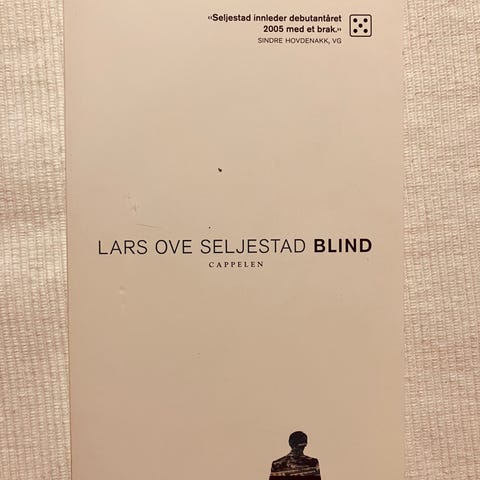 ‹‹Seljestad innleder debutantåret
2005 med et brak.››
SINDRE HOVDENAKK, VG
LARS OVE SELJESTAD BLIND
CAPPELEN